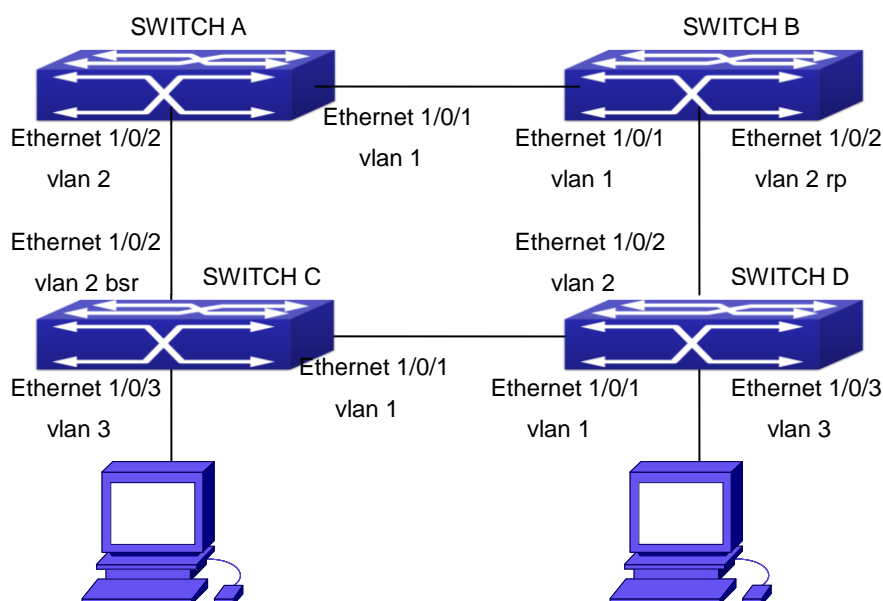 SWITCH A
SWITCH B
Ethernet 1/0/1
vlan 1
Ethernet 1/0/2
vlan 2
Ethernet 1/0/1
vlan 1
Ethernet 1/0/2
vlan 2 rp
Ethernet 1/0/2
vlan 2 bsr
Ethernet 1/0/2
vlan 2
SWITCH C
SWITCH D
Ethernet 1/0/1
vlan 1
Ethernet 1/0/3
vlan 3
Ethernet 1/0/1
vlan 1
Ethernet 1/0/3
vlan 3